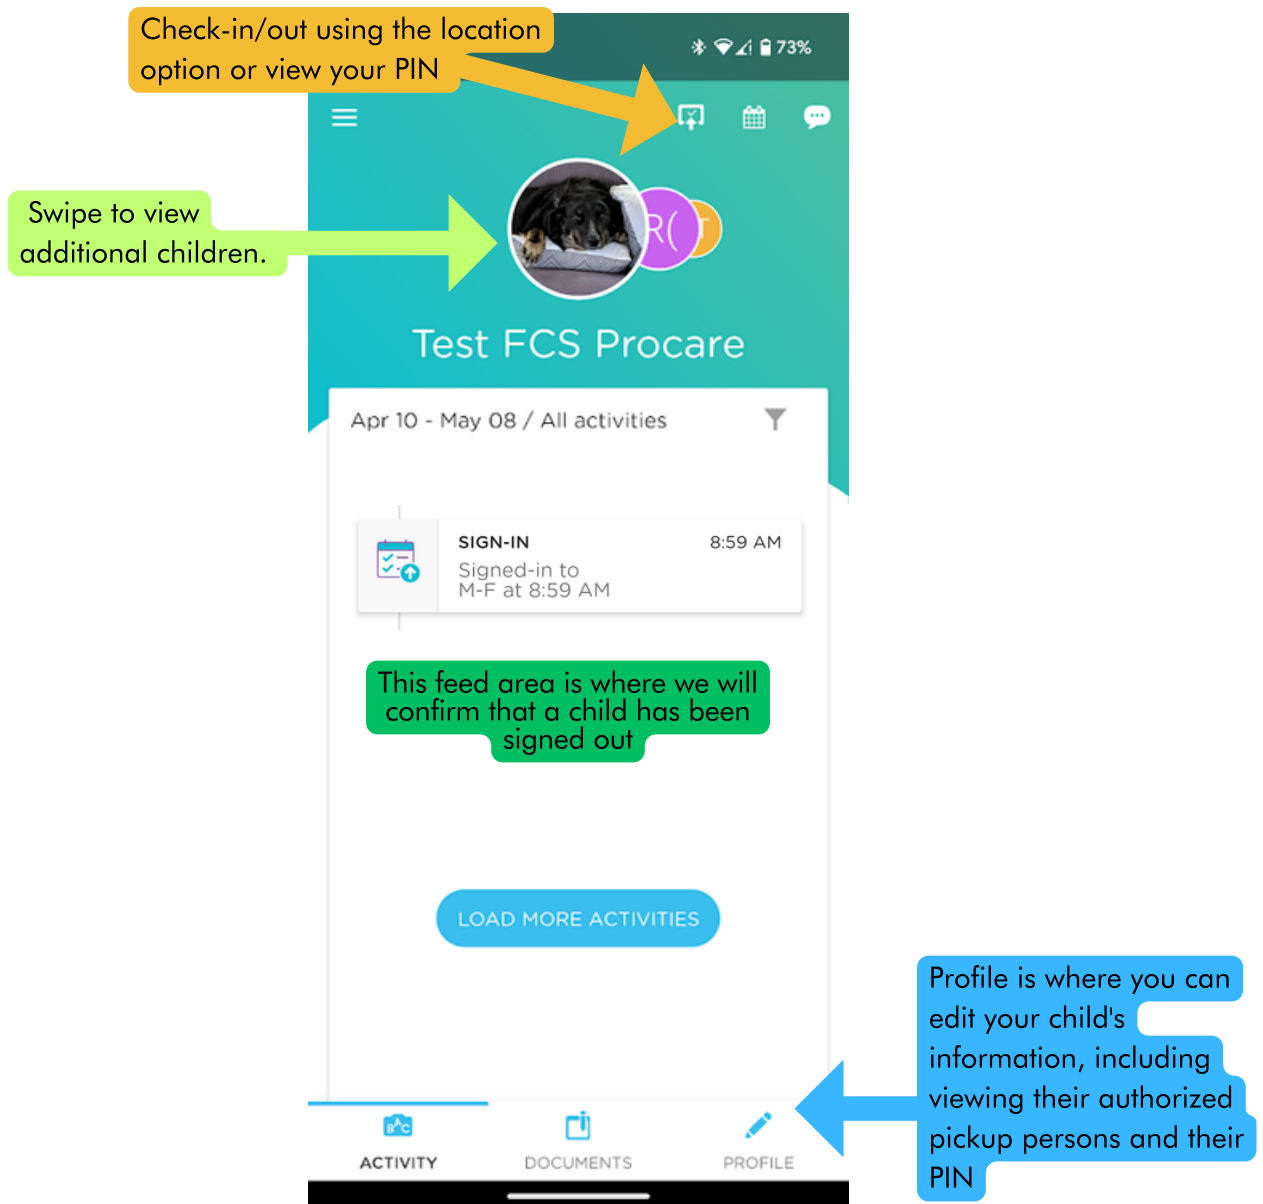 Check-in/out using the location
option or view your PIN
73%
Swipe to view
additional children.
R(
T
Test FCS Procare
Apr 10 - May 08 / All activities
SIGN-IN
8:59 AM
Signed-in to
M-F at 8:59 AM
This feed area is where we will
confirm that a child has been
signed out
LOAD MORE ACTIVITIES
Profile is where you can
edit your child's
information, including
viewing their authorized
pickup persons and their
PIN
BAC
ACTIVITY
DOCUMENTS
PROFILE